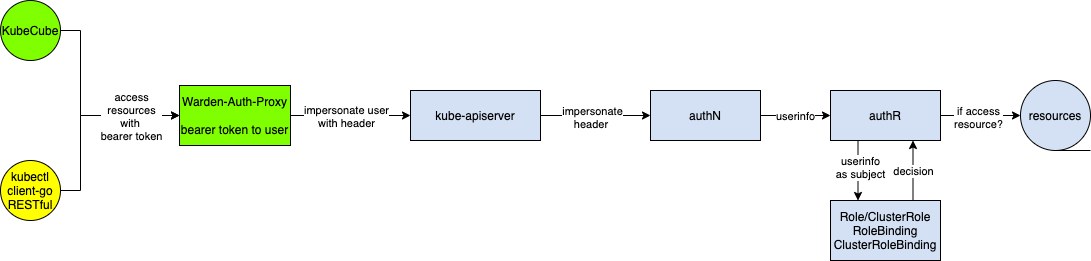 KubeCube
kubectl
client-go
RESTful
access
resources
with
bearer token
Warden-Auth-Proxy
bearer token to user
impersonate user
with header
kube-apiserver
impersonate
header
authN
userinfo
authR
userinfo
as subject
decision
Role/ClusterRole
RoleBinding
ClusterRoleBinding
if access
resource?
resources